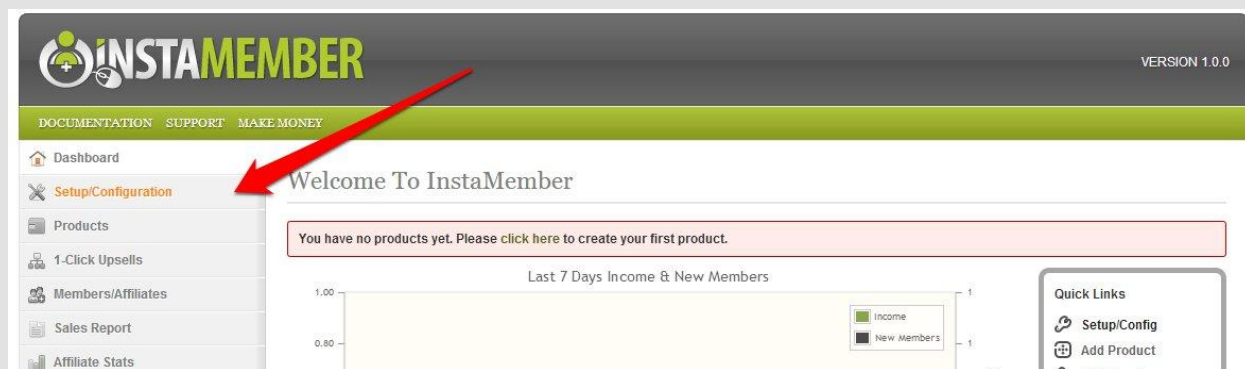 INSTAMEMBER
VERSION 1.0.0
DOCUMENTATION SUPPORT MAKE MONEY
Dashboard
Setup/Configuration
Products
1-Click Upsells
Members/Affiliates
Sales Report
Affiliate Stats
Welcome To InstaMember
You have no products yet. Please click here to create your first product.
Last 7 Days Income & New Members
1.00
1
Income
New Members
0.80
1
Quick Links
Setup/Config
Add Product